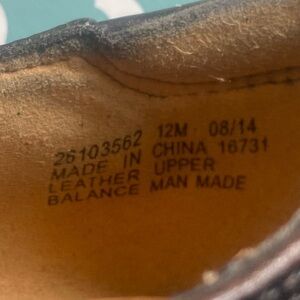 26103562 12M 08/14
MADE IN CHINA 16731
LEATHER UPPER
BALANCE MAN MADE